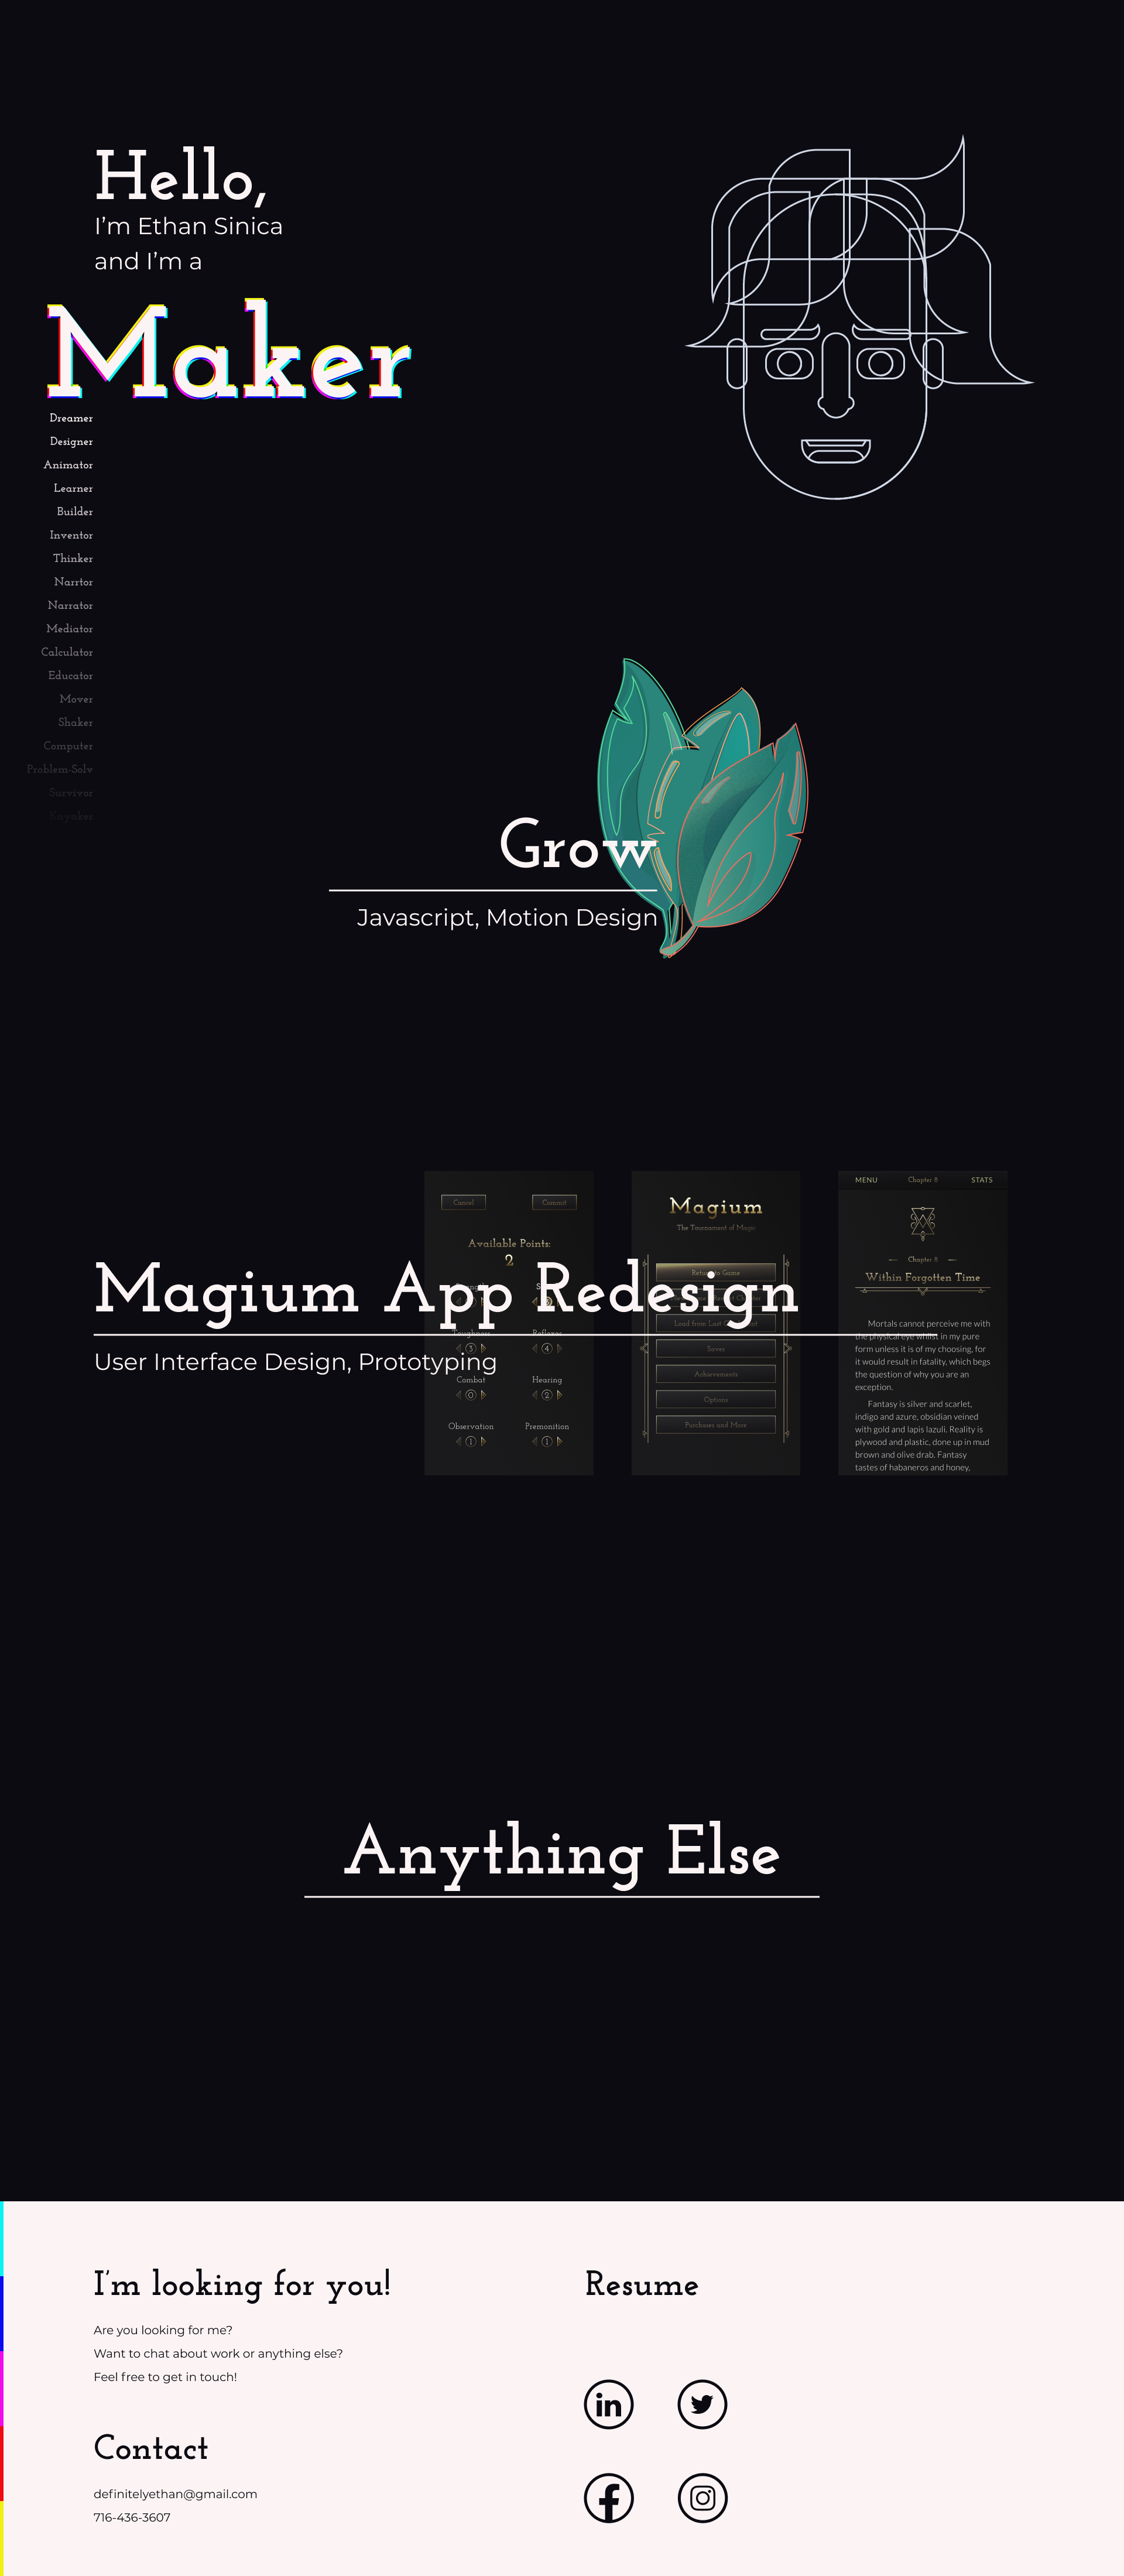 Hello,
I'm Ethan Sinica
and I'm a
Maker
Dreamer
Designer
Animator
Learner
Builder
Inventor
Thinker
Narrtor
Narrator
Mediator
Calculator
Educator
Mover
Shaker
Computer
Problem-Solv
Survivor
Kayaker
Grow
Javascript, Motion Design
Magium App Redesign
User Interface Design, Prototyping
Cancel
Commit
Available Points:
2
Toughness
Reflexes
3
4
Combat
Hearing
0
2
Observation
Premonition
1
1
Magium
The Tournament of Magic
Return to Game
Load from Last
Saves
Achievements
Options
Purchases and More
MENU
Chapter 8
STATS
Chapter 8
Within Forgotten Time
Mortals cannot perceive me with
the physical eye whilst in my pure
form unless it is of my choosing, for
it would result in fatality, which begs
the question of why you are an
exception.
Fantasy is silver and scarlet,
indigo and azure, obsidian veined
with gold and lapis lazuli. Reality is
plywood and plastic, done up in mud
brown and olive drab. Fantasy
tastes of habaneros and honey,
Anything Else
I'm looking for you!
Are you looking for me?
Want to chat about work or anything else?
Feel free to get in touch!
Contact
definitelyethan@gmail.com
716-436-3607
Resume
in